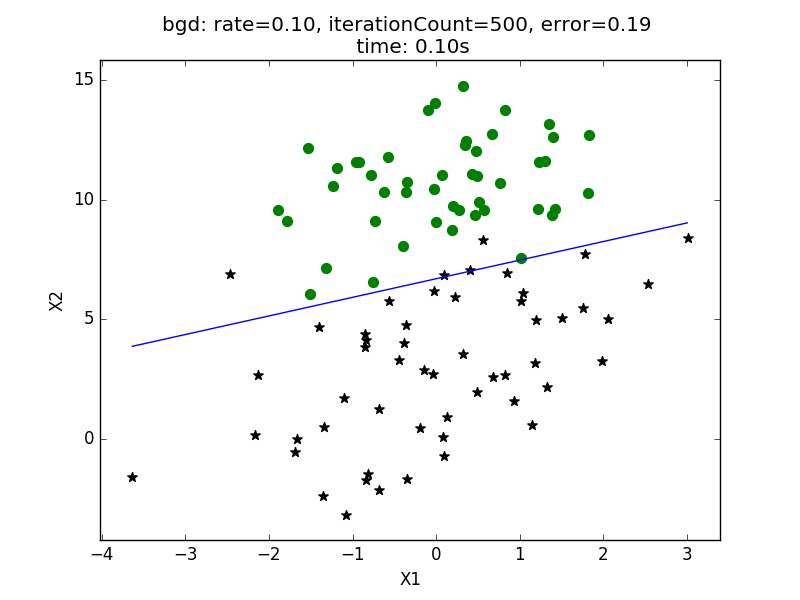 bgd: rate=0.10, iterationCount=500, error=0.19
time: 0.10s
15
10
5
0
X2
−4 −3 −2 −1 0 1 2 3
X1